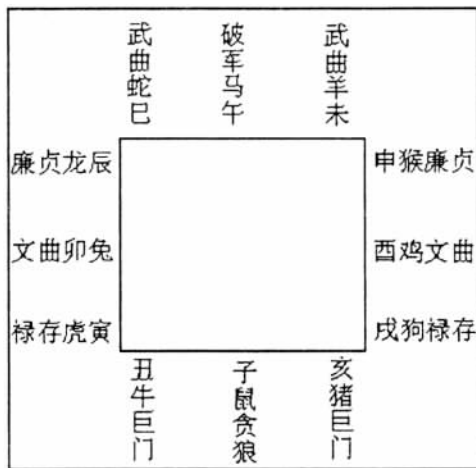 武曲蛇巳
破军马午
武曲羊未
廉贞龙辰
申猴廉贞
文曲卯兔
酉鸡文曲
禄存虎寅
戌狗禄存
丑牛巨门
子鼠贪狼
亥猪巨门